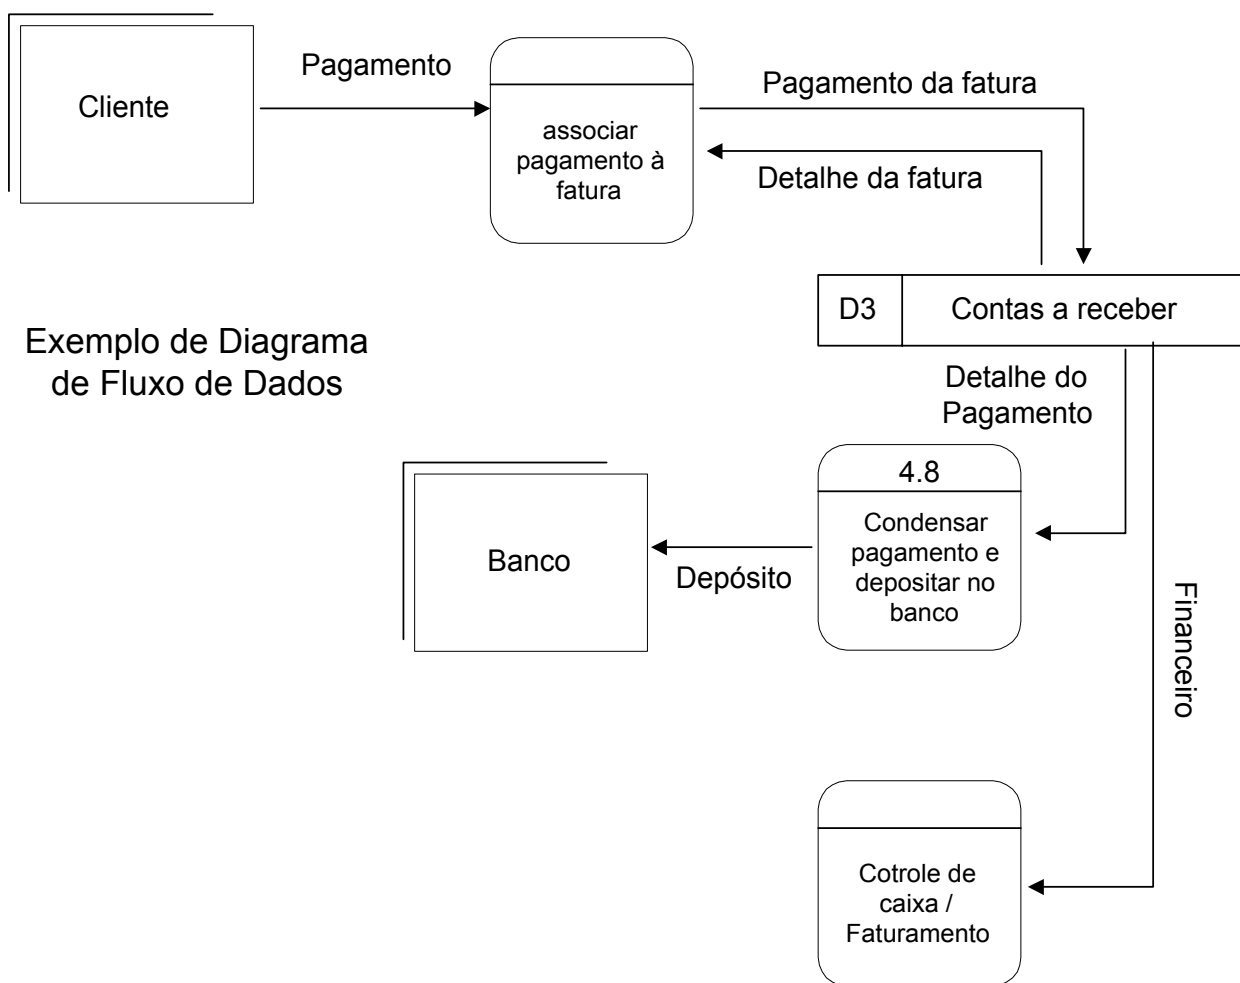 Cliente
Pagamento
associar
pagamento à
fatura
Pagamento da fatura
Detalhe da fatura
D3
Contas a receber
Exemplo de Diagrama
de Fluxo de Dados
Detalhe do
Pagamento
4.8
Condensar
pagamento e
depositar no
banco
Depósito
Banco
Financeiro
Cotrole de
caixa /
Faturamento